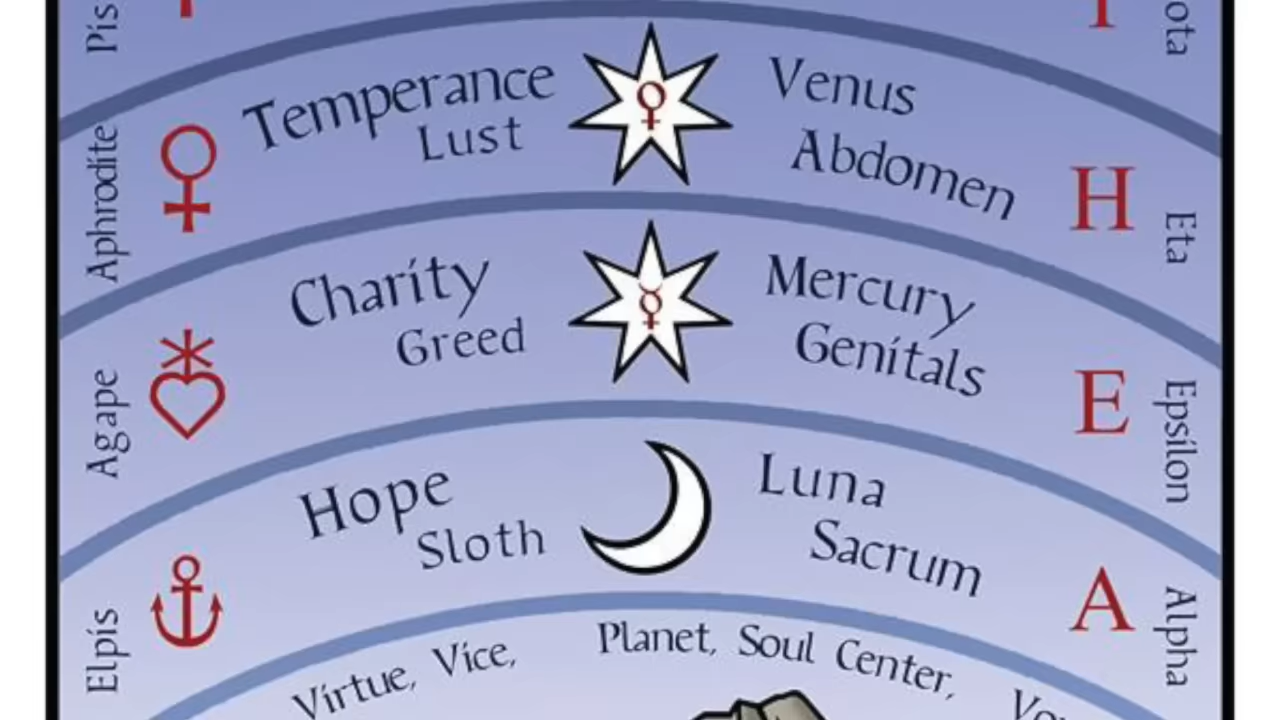 Temperance
Lust
Venus
Abdomen
Aphrodite
H
Eta
Charity
Greed
Mercury
Genitals
Agape
E
Epsilon
Hope
Sloth
Luna
Sacrum
Elpis
A
Alpha
Virtue, Vice, Planet, Soul Center,